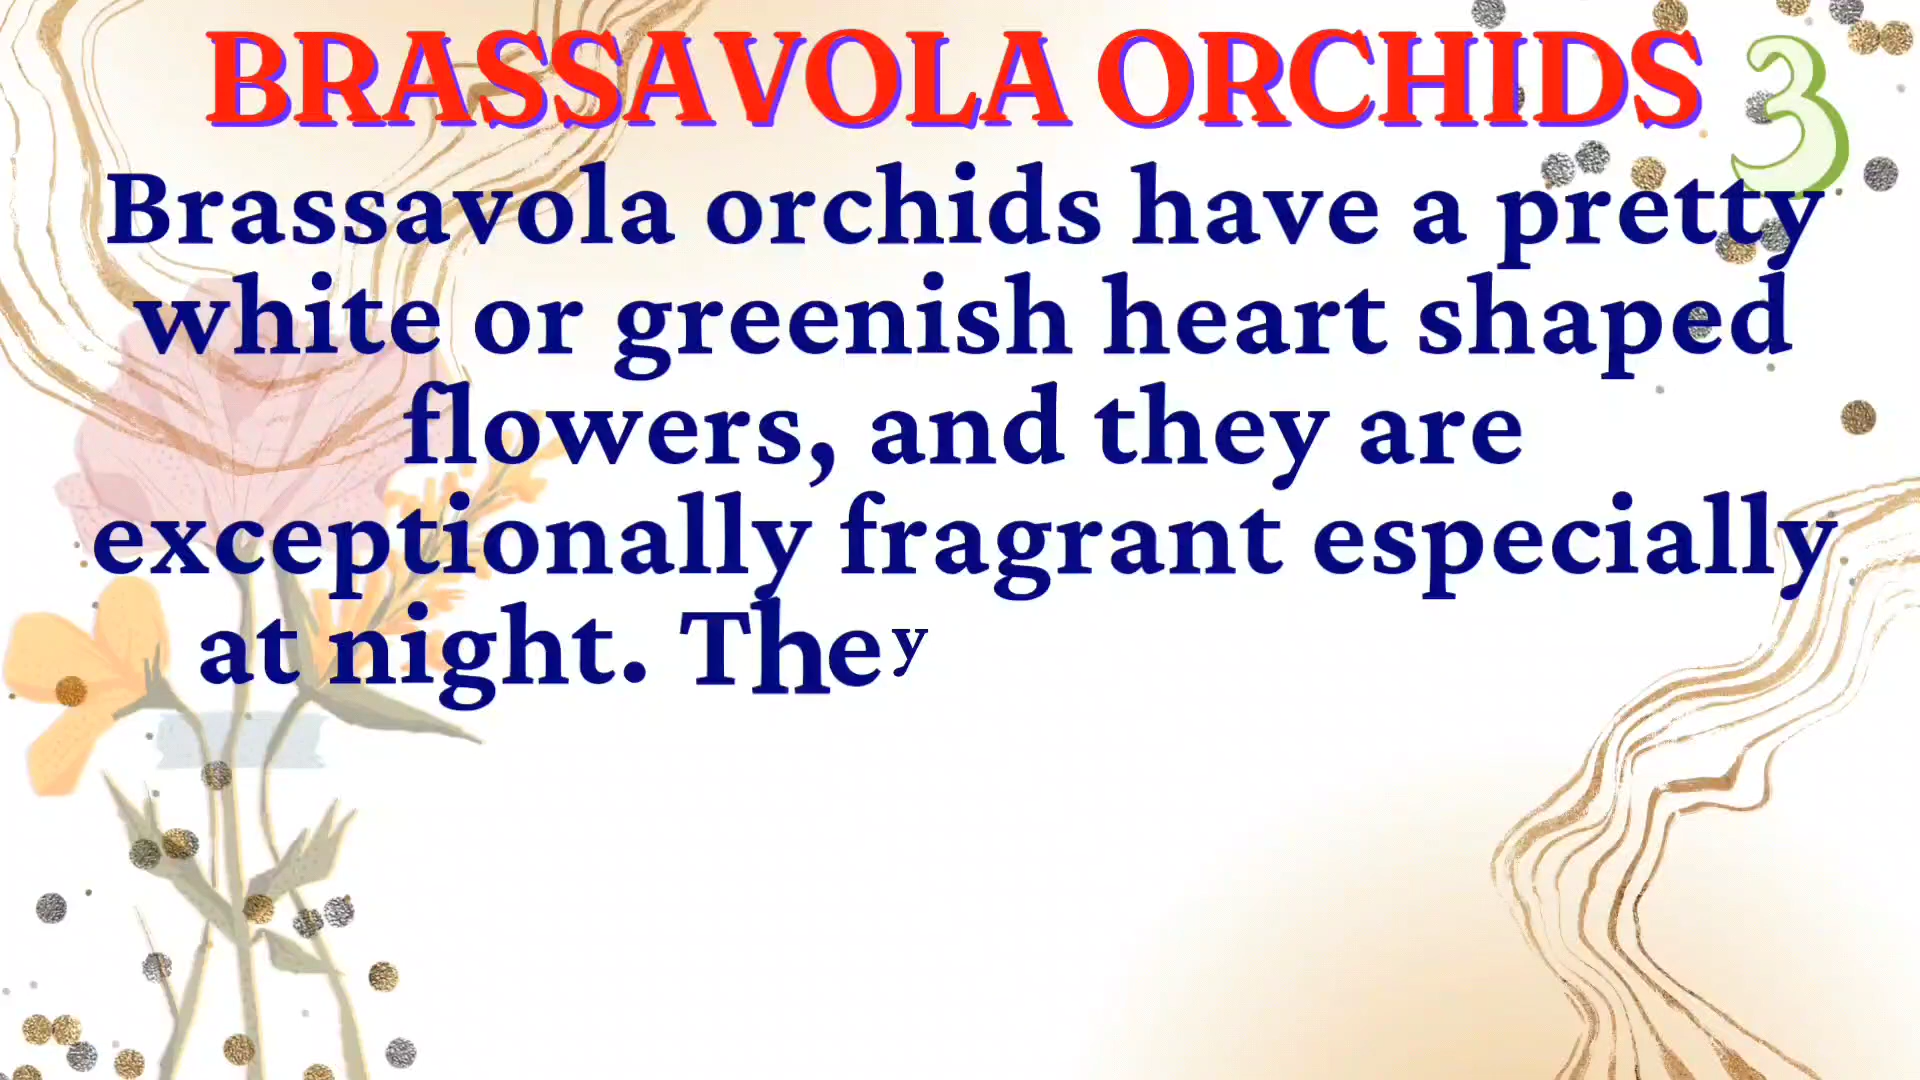 BRASSAVOLA ORCHIDS 3
Brassavola orchids have a pretty
white or greenish heart shaped
flowers, and they are
exceptionally fragrant especially
at night. They